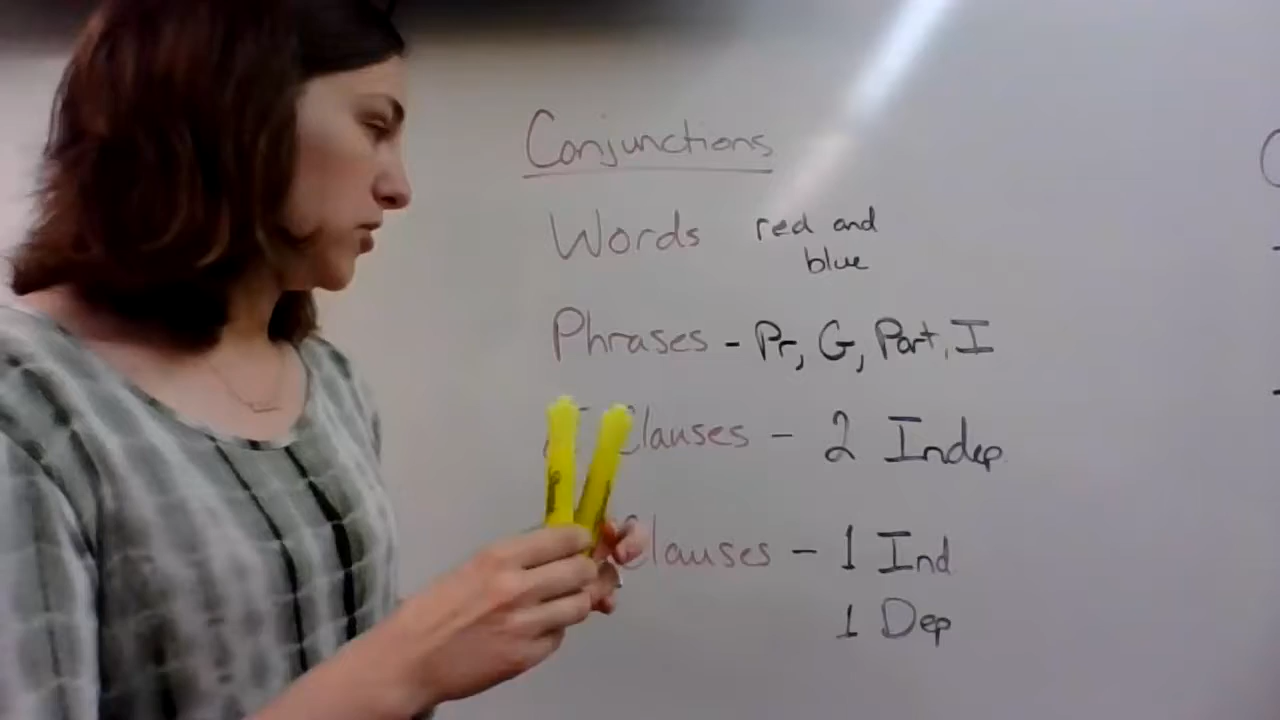 Conjunctions
Words red and
blue
Phrases - Pr, G, Part, I
Clauses - 2 Indep
Clauses - 1 Ind
1 Dep